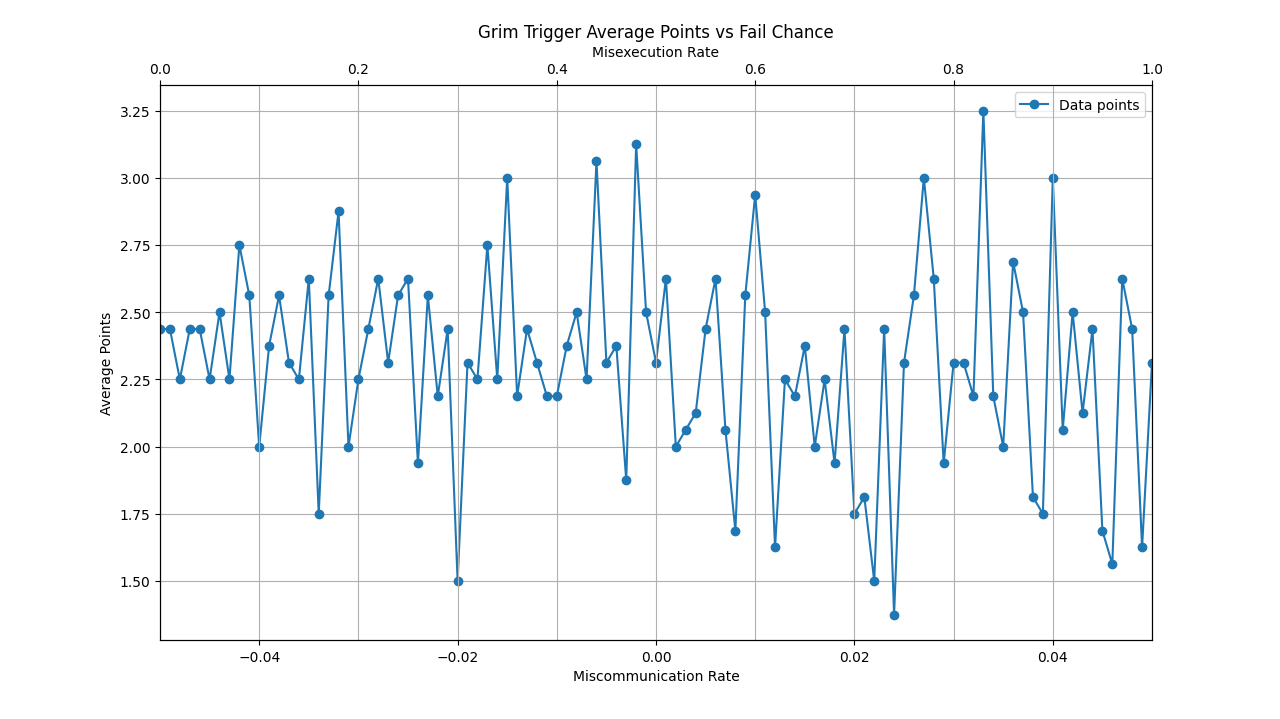 Grim Trigger Average Points vs Fail Chance
Misexecution Rate
0.0 0.2 0.4 0.6 0.8 1.0
Data points
3.25
3.00
2.75
2.50
2.25
2.00
1.75
1.50
Average Points
−0.04 −0.02 0.00 0.02 0.04
Miscommunication Rate